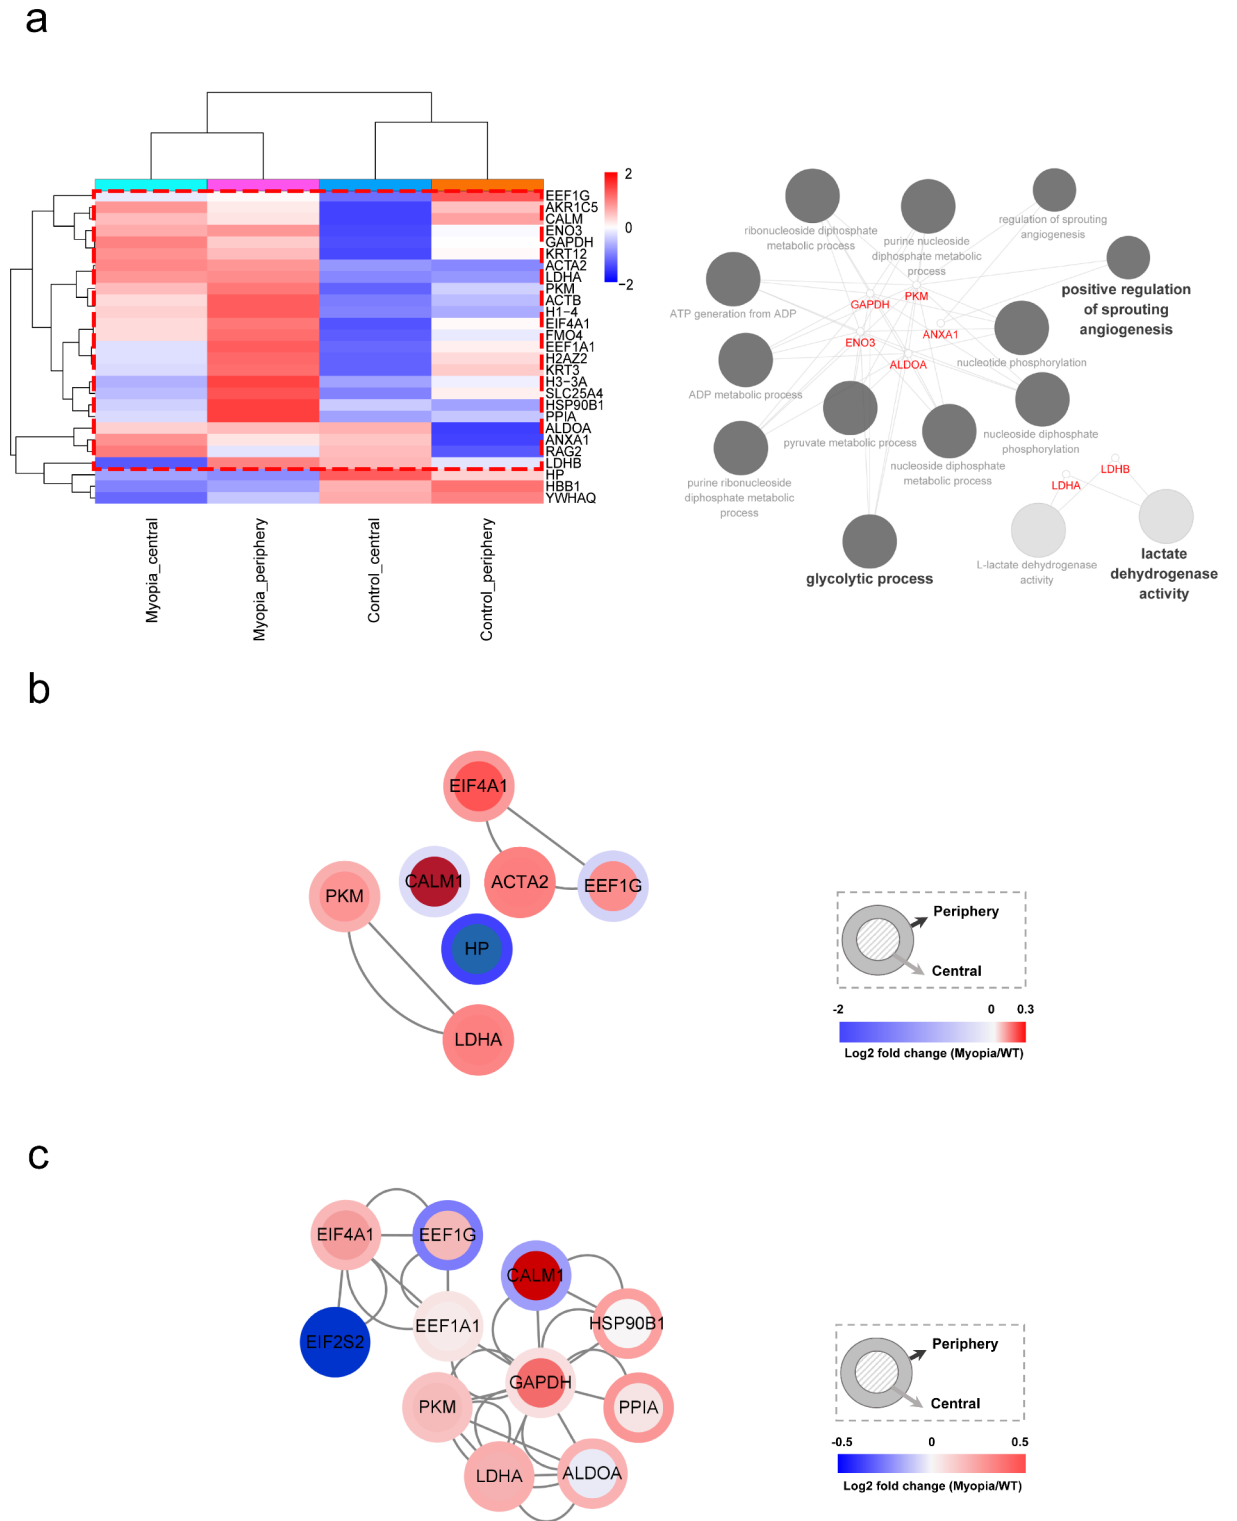 a
2
0
−2
EEF1G
AKR1C5
CALM
ENO3
GAPDH
KRT12
ACTA2
LDHA
PKM
ACTB
H1-4
EIF4A1
FMO4
EEF1A1
H2AZ2
KRT3
H3-3A
SLC25A4
HSP90B1
PPIA
ALDOA
ANXA1
RAG2
LDHB
HP
HBB1
YWHAQ
Myopia_central
Myopia_periphery
Control_central
Control_periphery
ribonucleoside diphosphate
metabolic process
purine nucleoside
diphosphate metabolic
process
regulation of sprouting
angiogenesis
positive regulation
of sprouting
angiogenesis
ATP generation from ADP
GAPDH
PKM
ANXA1
ENO3
ALDOA
nucleotide phosphorylation
ADP metabolic process
pyruvate metabolic process
nucleoside diphosphate
phosphorylation
nucleoside diphosphate
metabolic process
purine ribonucleoside
diphosphate metabolic
process
LDHA
LDHB
glycolytic process
L-lactate dehydrogenase
activity
lactate
dehydrogenase
activity
b
EIF4A1
PKM
CALM1
ACTA2
EEF1G
HP
LDHA
Periphery
Central
-2
0
0.3
Log2 fold change (Myopia/WT)
c
EIF4A1
EEF1G
CALM1
EIF2S2
EEF1A1
HSP90B1
GAPDH
PKM
PPIA
LDHA
ALDOA
Periphery
Central
-0.5
0
0.5
Log2 fold change (Myopia/WT)